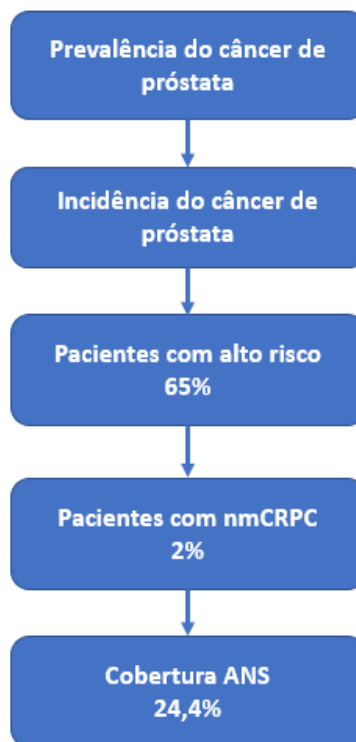 Prevalência do câncer de
próstata
Incidência do câncer de
próstata
Pacientes com alto risco
65%
Pacientes com nmCRPC
2%
Cobertura ANS
24,4%